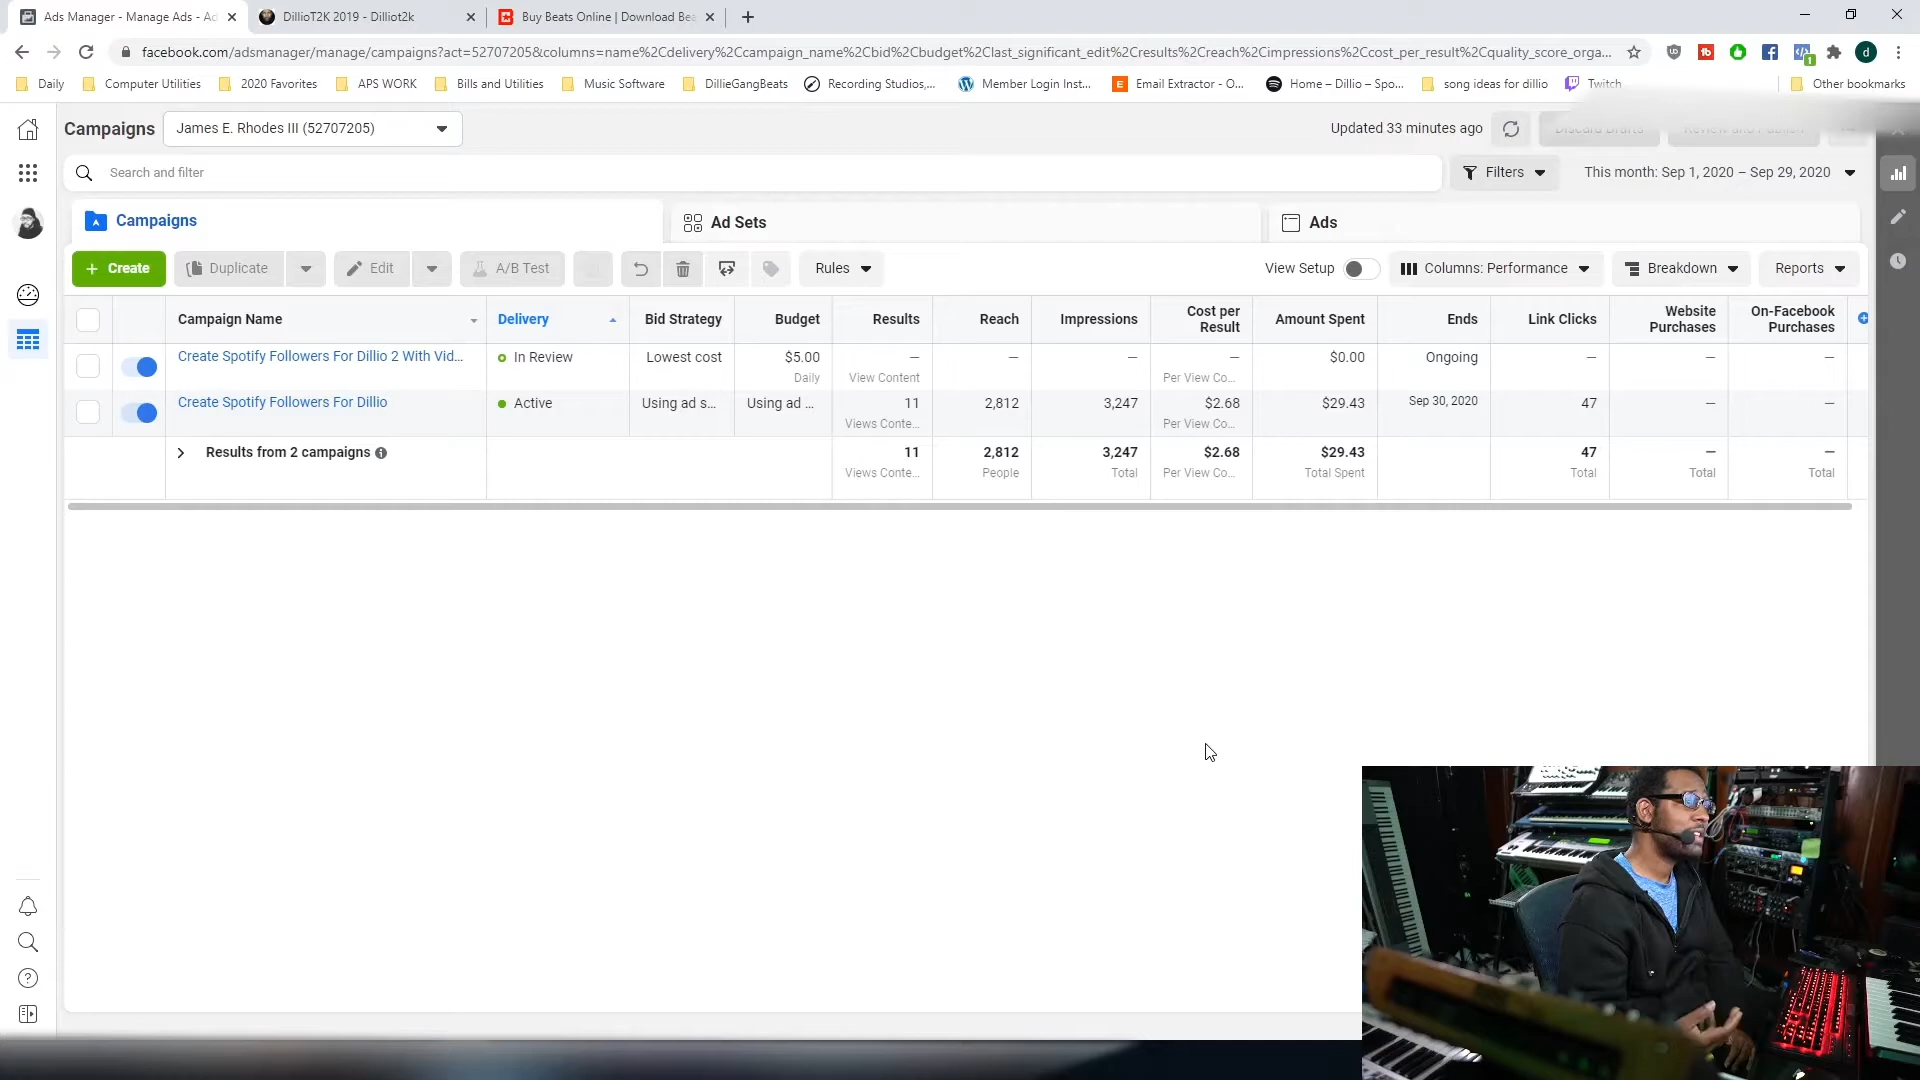 Ads Manager - Manage Ads - Ad
DillioT2K 2019 - Dilliot2k
Buy Beats Online | Download Bea
facebook.com/adsmanager/manage/campaigns?act=52707205&columns=name%2Cdelivery%2Ccampaign_name%2Cbid%2Cbudget%2Clast_significant_edit%2Cresults%2Creach%2Cimpressions%2Ccost_per_result%2Cquality_score_orga...
Daily
Computer Utilities
2020 Favorites
APS WORK
Bills and Utilities
Music Software
DillieGangBeats
Recording Studios,...
Member Login Inst...
Email Extractor - O...
Home – Dillio – Spo...
song ideas for dillio
Twitch
Other bookmarks
Campaigns
James E. Rhodes III (52707205)
Updated 33 minutes ago
Discard Drafts
Review and Publish
Search and filter
Filters
This month: Sep 1, 2020 – Sep 29, 2020
Campaigns
Ad Sets
Ads
+ Create
Duplicate
Edit
A/B Test
Rules
View Setup
Columns: Performance
Breakdown
Reports
Campaign Name
Delivery
Bid Strategy
Budget
Results
Reach
Impressions
Cost per
Result
Amount Spent
Ends
Link Clicks
Website
Purchases
On-Facebook
Purchases
Create Spotify Followers For Dillio 2 With Vid...
In Review
Lowest cost
$5.00
Daily
—
View Content
—
—
—
Per View Co...
$0.00
Ongoing
—
—
—
Create Spotify Followers For Dillio
Active
Using ad s...
Using ad ...
11
Views Conte...
2,812
3,247
$2.68
Per View Co...
$29.43
Sep 30, 2020
47
—
—
Results from 2 campaigns
11
Views Conte...
2,812
People
3,247
Total
$2.68
Per View Co...
$29.43
Total Spent
47
Total
—
Total
—
Total